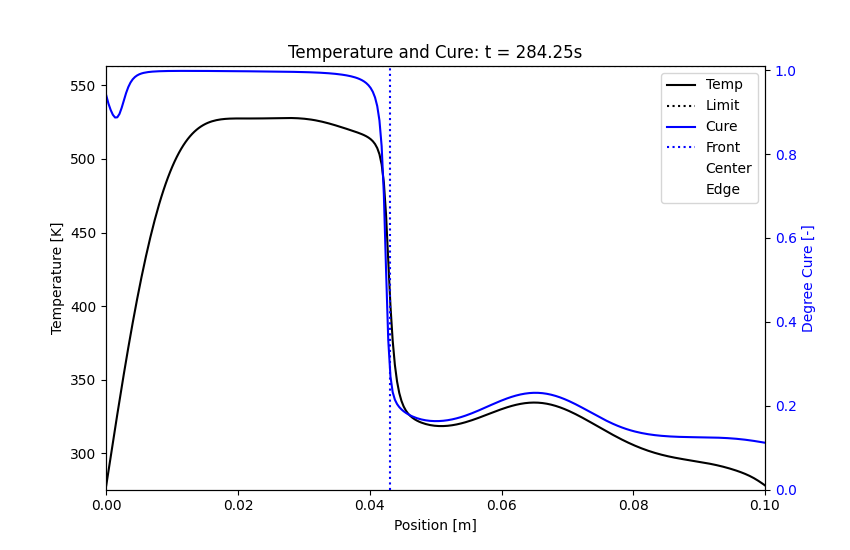 Temperature and Cure: t = 284.25s
Temp
Limit
Cure
Front
Center
Edge
Temperature [K]
550
500
450
400
350
300
Degree Cure [-]
1.0
0.8
0.6
0.4
0.2
0.0
0.00 0.02 0.04 0.06 0.08 0.10
Position [m]